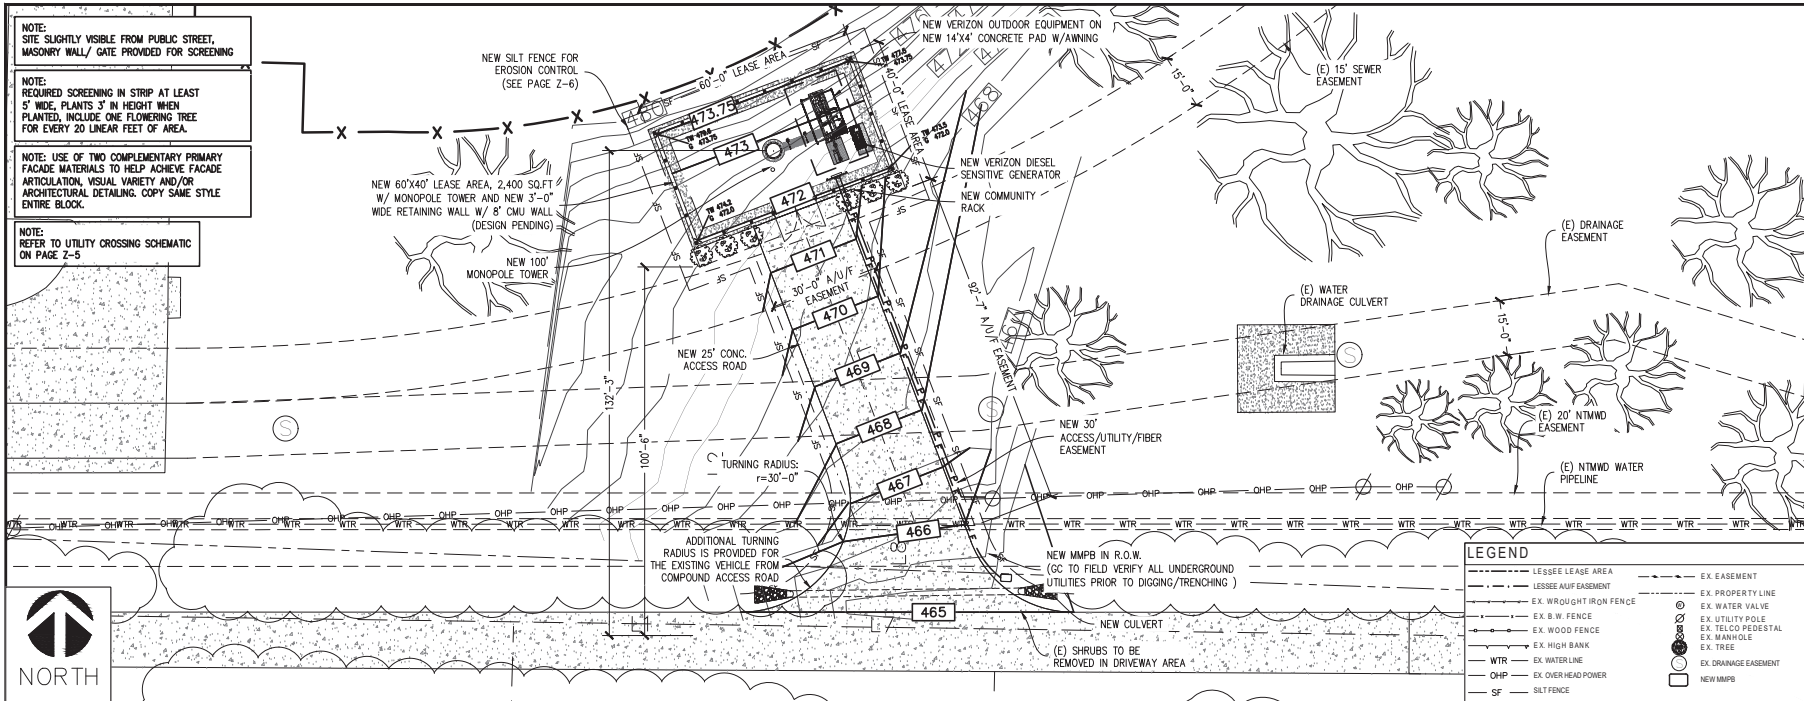 NOTE:
SITE SLIGHTLY VISIBLE FROM PUBLIC STREET,
MASONRY WALL/ GATE PROVIDED FOR SCREENING
NOTE:
REQUIRED SCREENING IN STRIP AT LEAST
5' WIDE, PLANTS 3' IN HEIGHT WHEN
PLANTED, INCLUDE ONE FLOWERING TREE
FOR EVERY 20 LINEAR FEET OF AREA.
NOTE: USE OF TWO COMPLEMENTARY PRIMARY
FACADE MATERIALS TO HELP ACHIEVE FACADE
ARTICULATION, VISUAL VARIETY AND/OR
ARCHITECTURAL DETAILING. COPY SAME STYLE
ENTIRE BLOCK.
NOTE:
REFER TO UTILITY CROSSING SCHEMATIC
ON PAGE Z-5
NEW SILT FENCE FOR
EROSION CONTROL
(SEE PAGE Z-6)
NEW VERIZON OUTDOOR EQUIPMENT ON
NEW 14'X4' CONCRETE PAD W/AWNING
60'-0" LEASE AREA
40'-0" LEASE AREA
15'-0"
(E) 15' SEWER
EASEMENT
NEW 60'X40' LEASE AREA, 2,400 SQ.FT
W/ MONOPOLE TOWER AND NEW 3'-0"
WIDE RETAINING WALL W/ 8' CMU WALL
(DESIGN PENDING)
NEW 100'
MONOPOLE TOWER
NEW VERIZON DIESEL
SENSITIVE GENERATOR
NEW COMMUNITY
RACK
473.75
473
472
471
470
469
468
467
466
465
468
30'-0" A/U/F
EASEMENT
92'-7" A/U/F EASEMENT
(E) DRAINAGE
EASEMENT
(E) WATER
DRAINAGE CULVERT
15'-0"
NEW 25' CONC.
ACCESS ROAD
132'-3"
100'-6"
TURNING RADIUS:
r=30'-0"
NEW 30'
ACCESS/UTILITY/FIBER
EASEMENT
(E) 20' NTMWD
EASEMENT
(E) NTMWD WATER
PIPELINE
ADDITIONAL TURNING
RADIUS IS PROVIDED FOR
THE EXISTING VEHICLE FROM
COMPOUND ACCESS ROAD
NEW MMPB IN R.O.W.
(GC TO FIELD VERIFY ALL UNDERGROUND
UTILITIES PRIOR TO DIGGING/TRENCHING )
NEW CULVERT
(E) SHRUBS TO BE
REMOVED IN DRIVEWAY AREA
NORTH
LEGEND
LESSEE LEASE AREA
LESSEE A/U/F EASEMENT
EX. WROUGHT IRON FENCE
EX. B.W. FENCE
EX. WOOD FENCE
EX. HIGH BANK
WTR EX. WATER LINE
OHP EX. OVER HEAD POWER
SF SILT FENCE
EX. EASEMENT
EX. PROPERTY LINE
EX. WATER VALVE
EX. UTILITY POLE
EX. TELCO PEDESTAL
EX. MANHOLE
EX. TREE
S EX. DRAINAGE EASEMENT
NEW MMPB